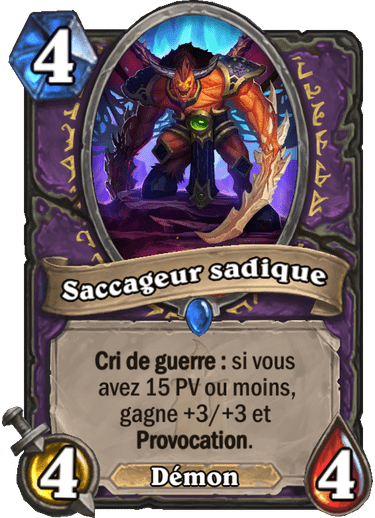 4
Saccageur sadique
Cri de guerre : si vous
avez 15 PV ou moins,
gagne +3/+3 et
Provocation.
4
Démon
4